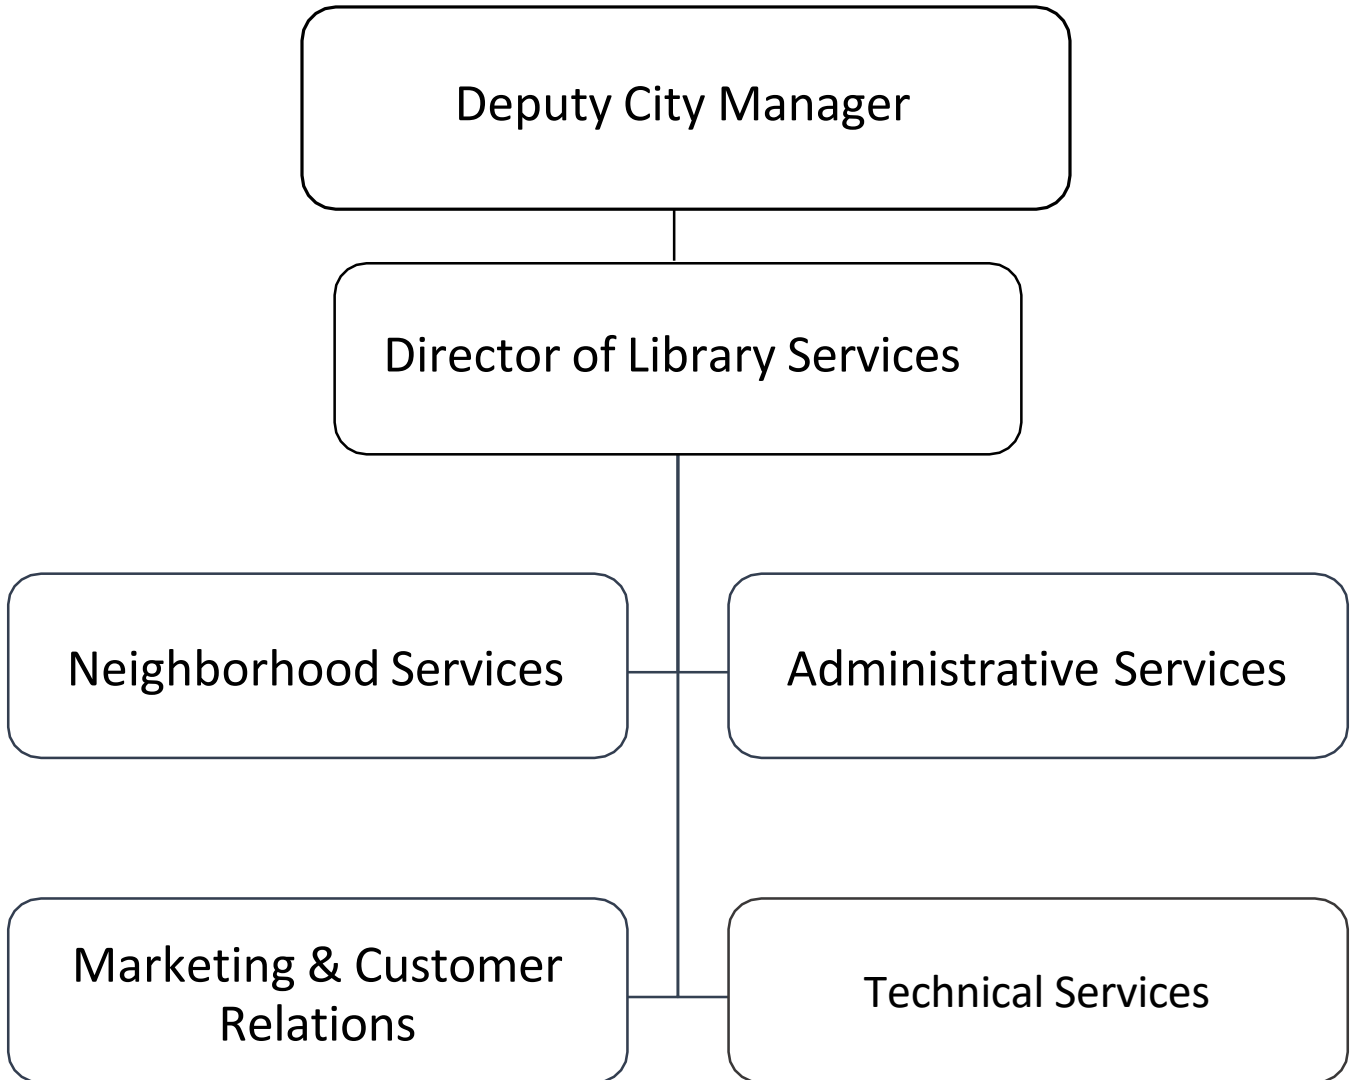 Deputy City Manager
Director of Library Services
Neighborhood Services
Administrative Services
Marketing & Customer
Relations
Technical Services